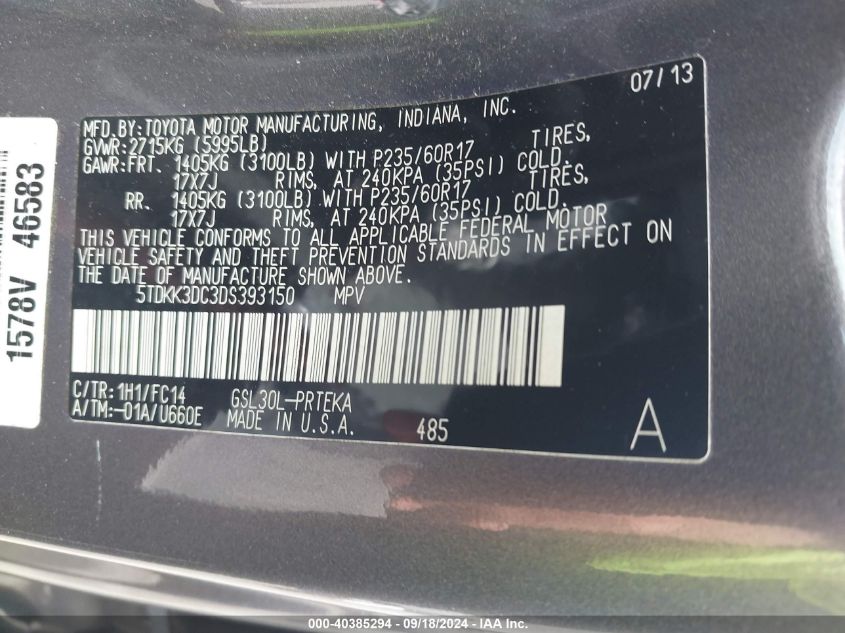 07/13
MFD.BY:TOYOTA MOTOR MANUFACTURING, INDIANA, INC.
GVWR:2715KG (5995LB)
GAWR:FRT. 1405KG (3100LB) WITH P235/60R17 TIRES,
17X7J RIMS, AT 240KPA (35PSI) COLD.
RR. 1405KG (3100LB) WITH P235/60R17 TIRES,
17X7J RIMS, AT 240KPA (35PSI) COLD.
THIS VEHICLE CONFORMS TO ALL APPLICABLE FEDERAL MOTOR
VEHICLE SAFETY AND THEFT PREVENTION STANDARDS IN EFFECT ON
THE DATE OF MANUFACTURE SHOWN ABOVE.
5TDKK3DC3DS393150 MPV
C/TR:1H1/FC14 GSL30L-PRTEKA
A/TM:-01A/U660E MADE IN U.S.A. 485 A
1578V 46583
000-40385294 - 09/18/2024 - IAA Inc.